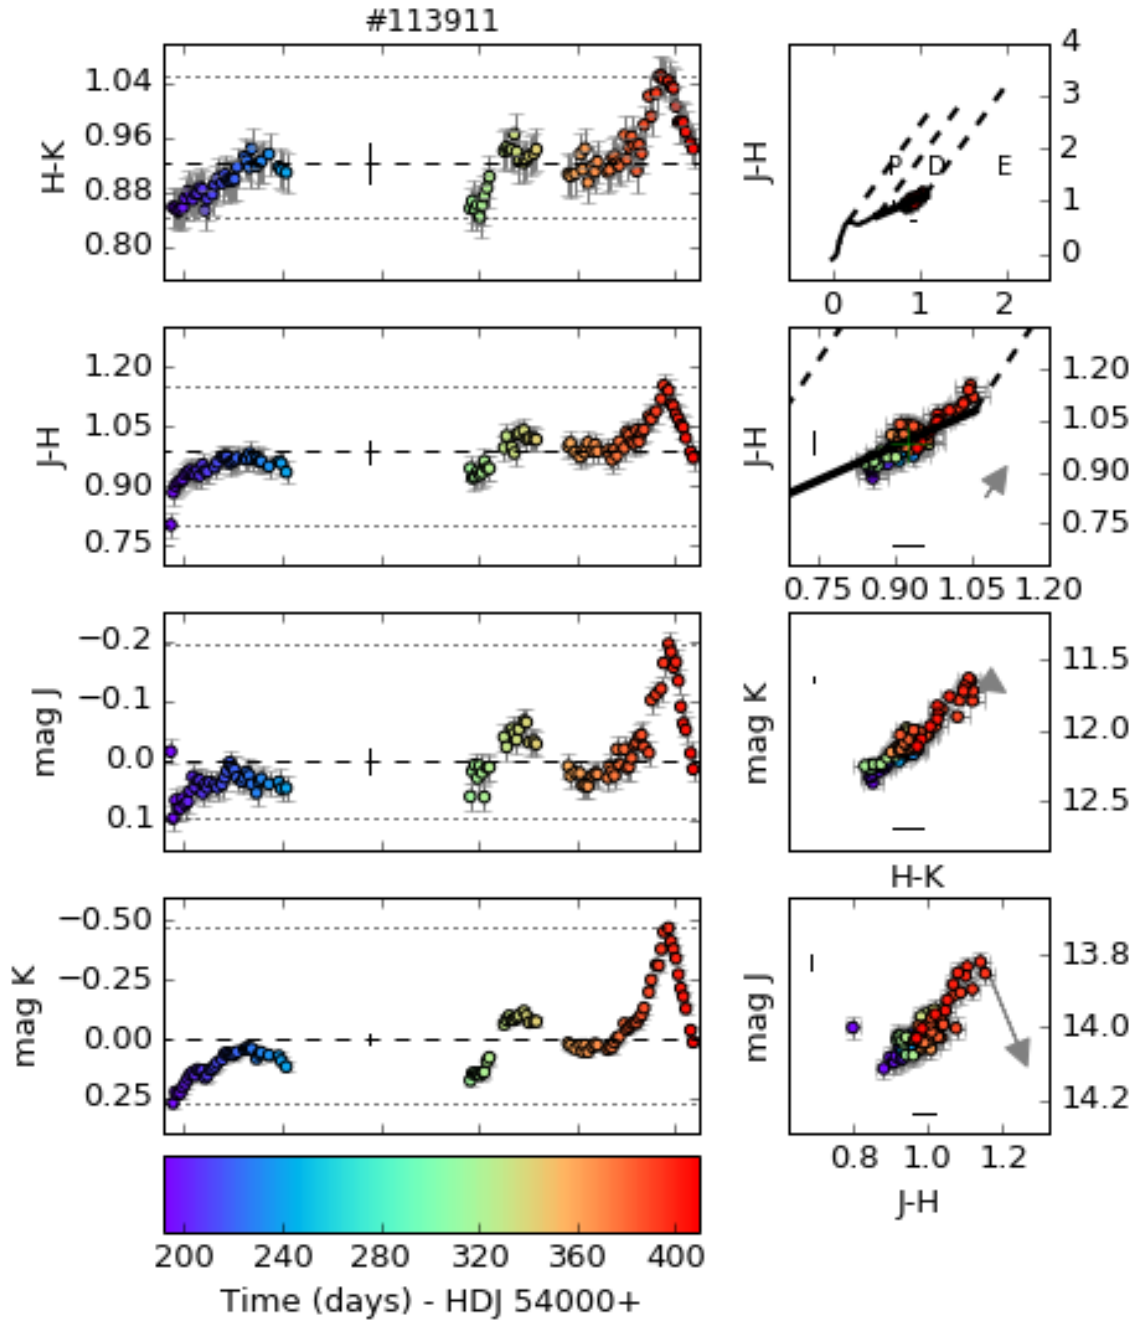 #113911
H-K
1.04
0.96
0.88
0.80
J-H
4
3
2
1
0
P D E
0 1 2
J-H
1.20
1.05
0.90
0.75
J-H
1.20
1.05
0.90
0.75
0.75 0.90 1.05 1.20
mag J
−0.2
−0.1
0.0
0.1
mag K
11.5
12.0
12.5
H-K
mag K
−0.50
−0.25
0.00
0.25
mag J
13.8
14.0
14.2
0.8 1.0 1.2
J-H
200 240 280 320 360 400
Time (days) - HDJ 54000+